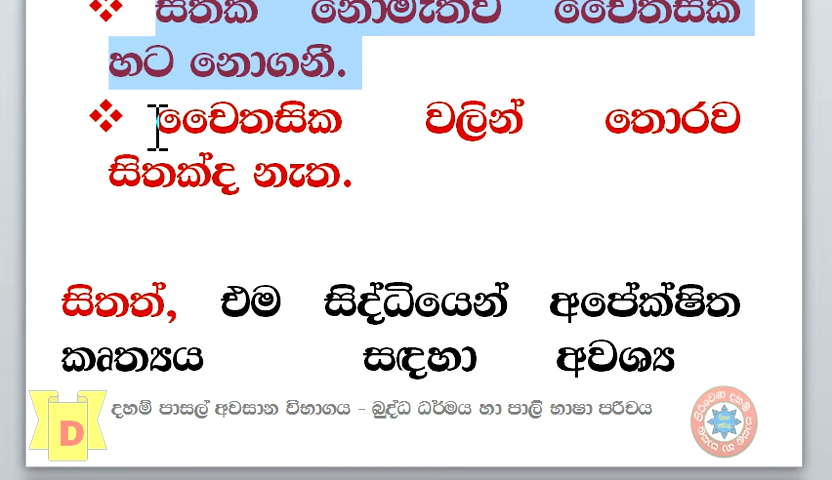 සිතක් නොමැතිව චෛතසික
හට නොගනී.
චෛතසික වලින් තොරව
සිතක්ද නැත.
සිතත්, එම සිද්ධියෙන් අපේක්ෂිත
කෘත්‍යය සඳහා අවශ්‍ය
D දහම් පාසල් අවසාන විභාගය - බුද්ධ ධර්මය හා පාලි භාෂා පරිචය